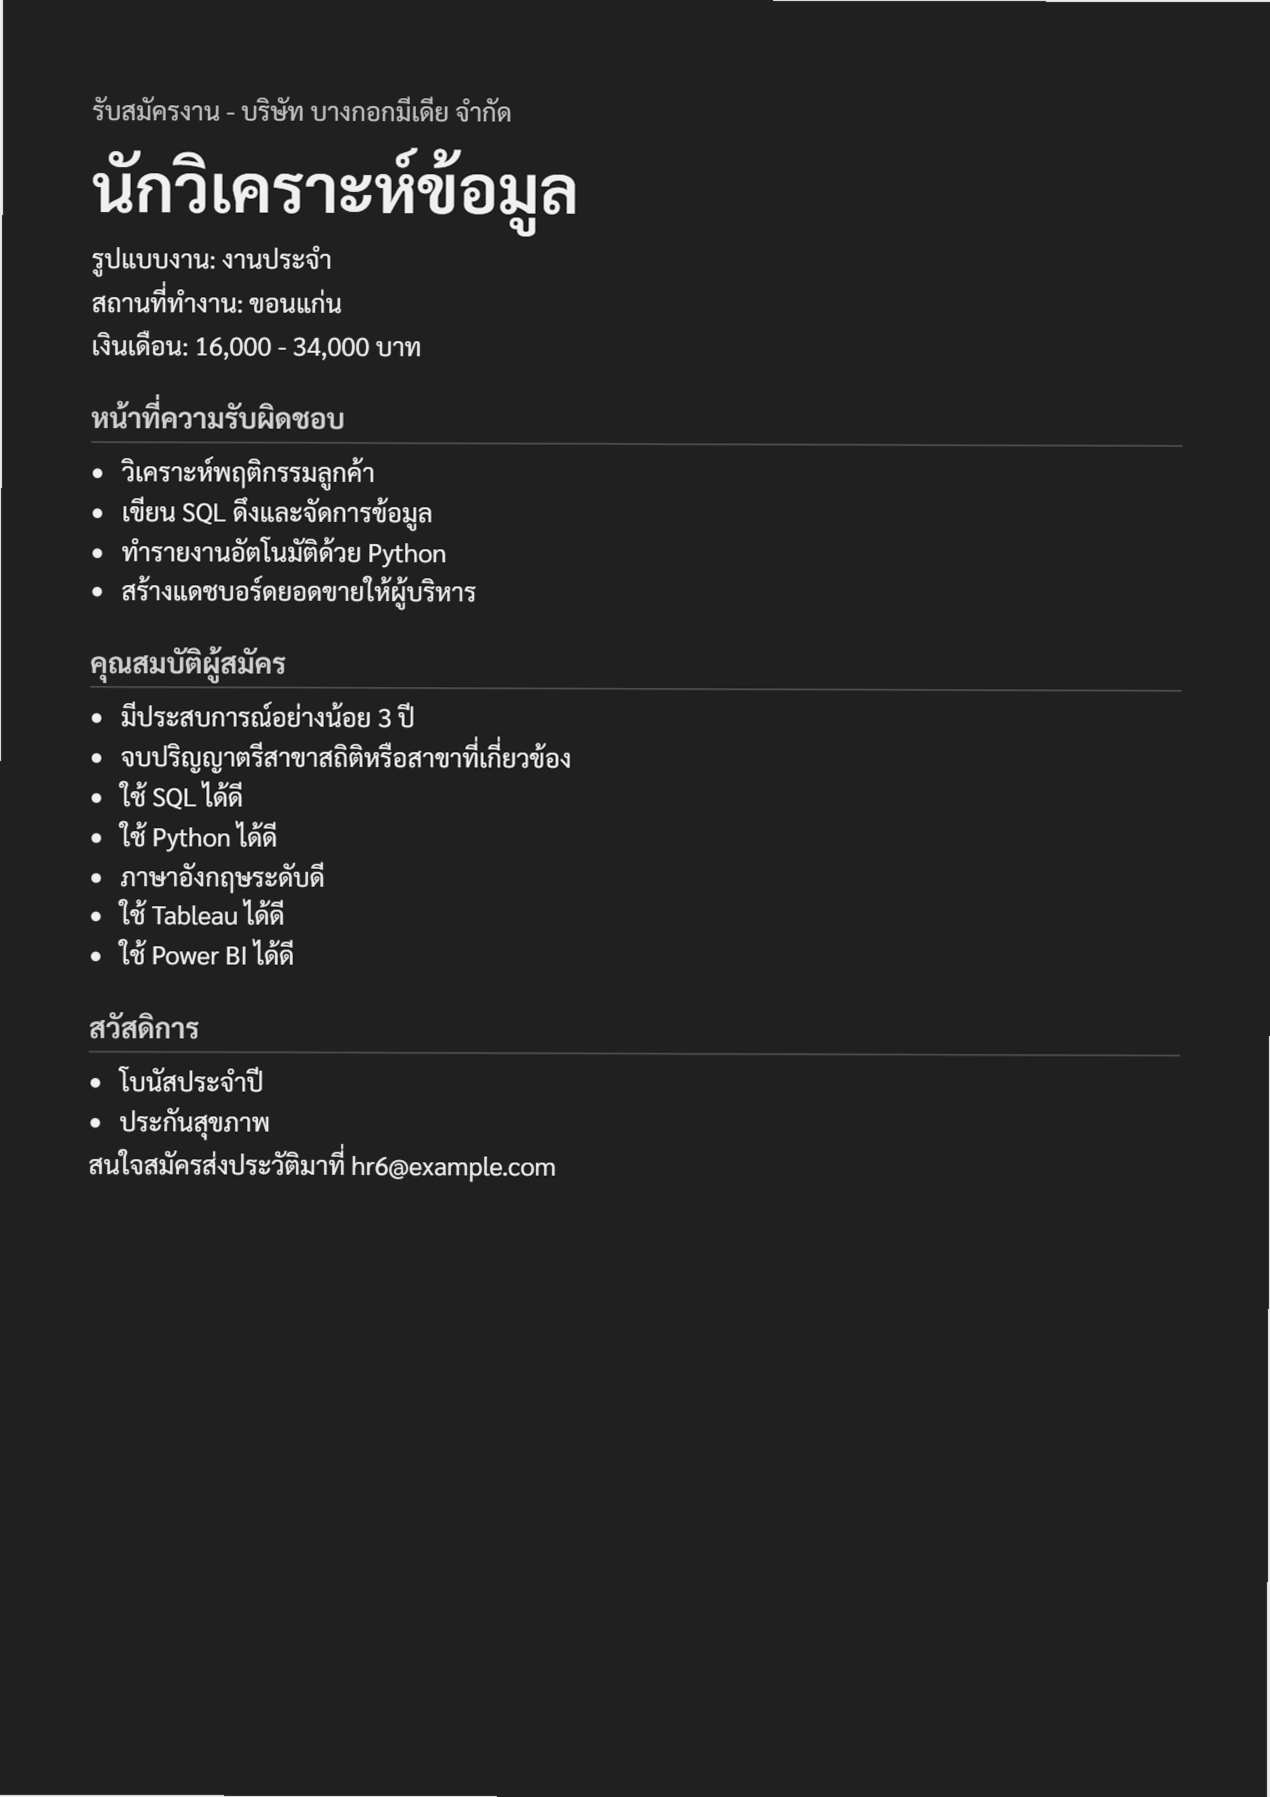 รับสมัครงาน - บริษัท บางกอกมีเดีย จำกัด
นักวิเคราะห์ข้อมูล
รูปแบบงาน: งานประจำ
สถานที่ทำงาน: ขอนแก่น
เงินเดือน: 16,000 - 34,000 บาท
หน้าที่ความรับผิดชอบ
• วิเคราะห์พฤติกรรมลูกค้า
• เขียน SQL ดึงและจัดการข้อมูล
• ทำรายงานอัตโนมัติด้วย Python
• สร้างแดชบอร์ดยอดขายให้ผู้บริหาร
คุณสมบัติผู้สมัคร
• มีประสบการณ์อย่างน้อย 3 ปี
• จบปริญญาตรีสาขาสถิติหรือสาขาที่เกี่ยวข้อง
• ใช้ SQL ได้ดี
• ใช้ Python ได้ดี
• ภาษาอังกฤษระดับดี
• ใช้ Tableau ได้ดี
• ใช้ Power BI ได้ดี
สวัสดิการ
• โบนัสประจำปี
• ประกันสุขภาพ
สนใจสมัครส่งประวัติมาที่ hr6@example.com